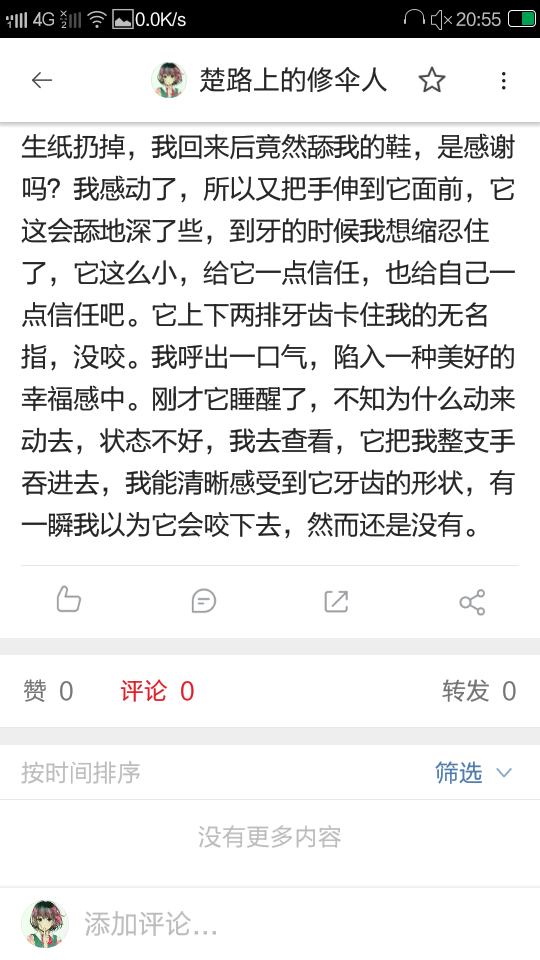 4G
0.0K/s
20:55
楚路上的修伞人
生纸扔掉，我回来后竟然舔我的鞋，是感谢
吗？我感动了，所以又把手伸到它面前，它
这会舔地深了些，到牙的时候我想缩忍住
了，它这么小，给它一点信任，也给自己一
点信任吧。它上下两排牙齿卡住我的无名
指，没咬。我呼出一口气，陷入一种美好的
幸福感中。刚才它睡醒了，不知为什么动来
动去，状态不好，我去查看，它把我整支手
吞进去，我能清晰感受到它牙齿的形状，有
一瞬我以为它会咬下去，然而还是没有。
赞 0 评论 0 转发 0
按时间排序 筛选
没有更多内容
添加评论...